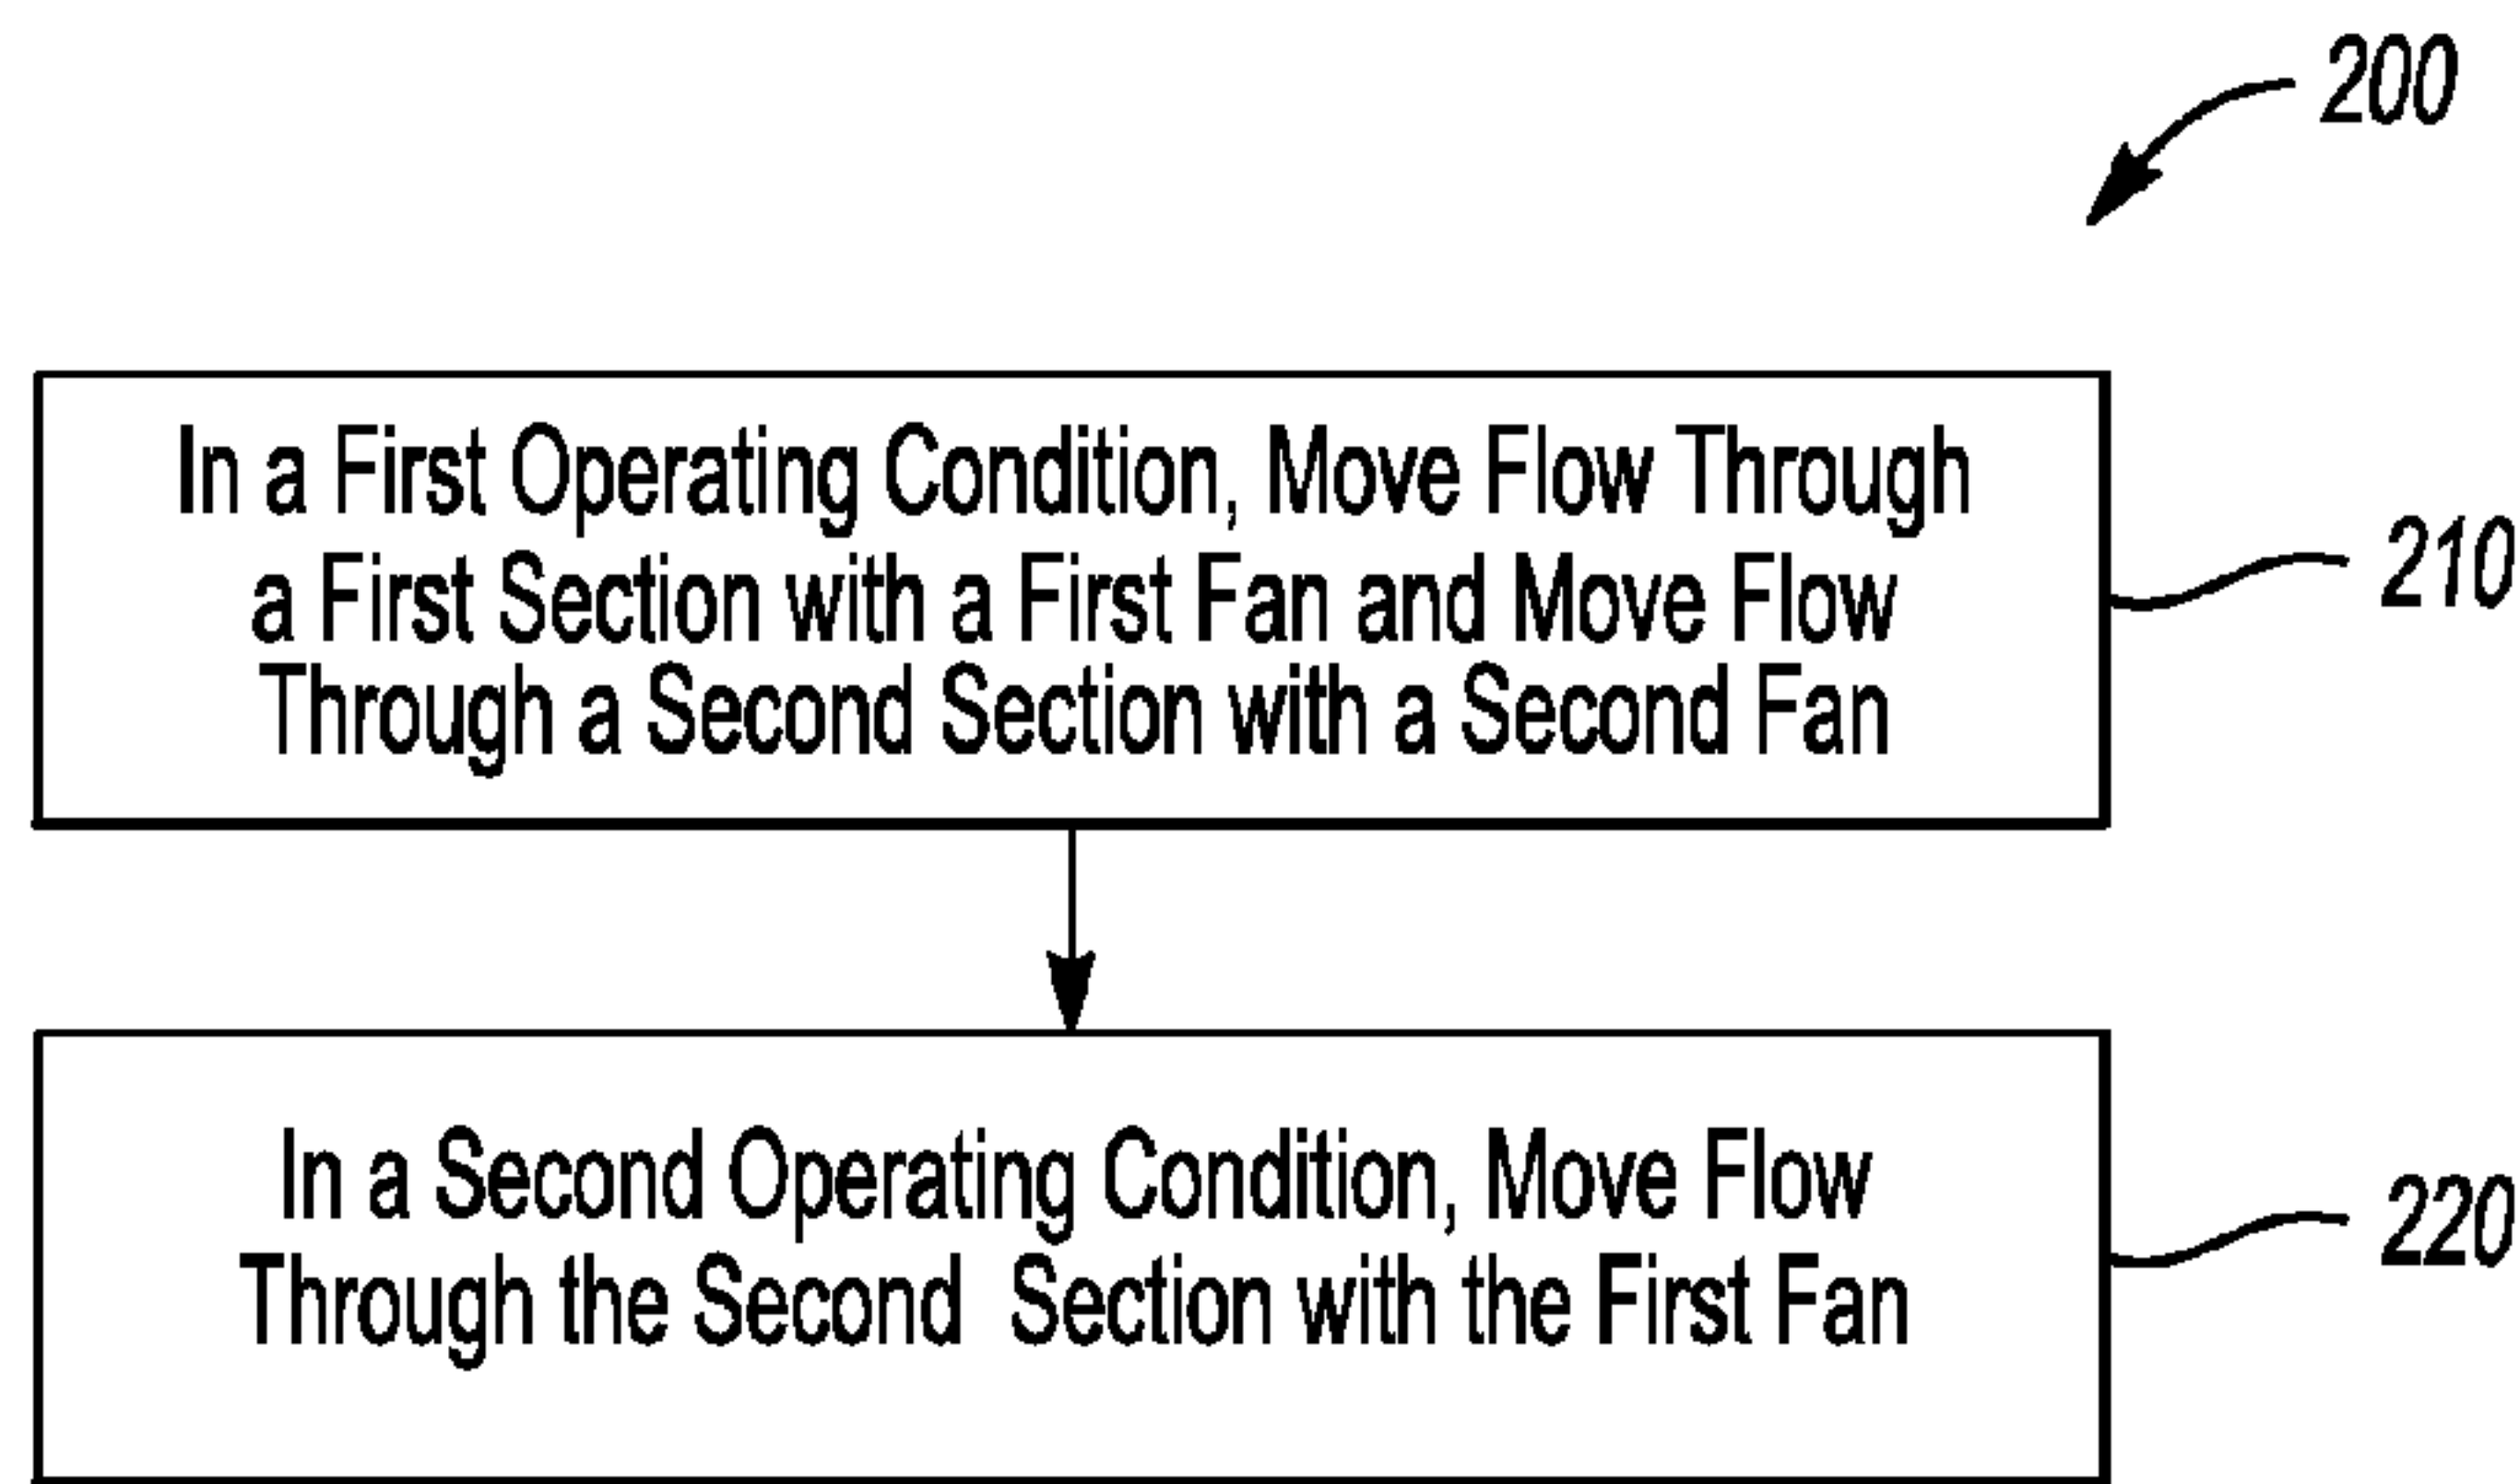 200
In a First Operating Condition, Move Flow Through
a First Section with a First Fan and Move Flow
Through a Second Section with a Second Fan
210
In a Second Operating Condition, Move Flow
Through the Second Section with the First Fan
220